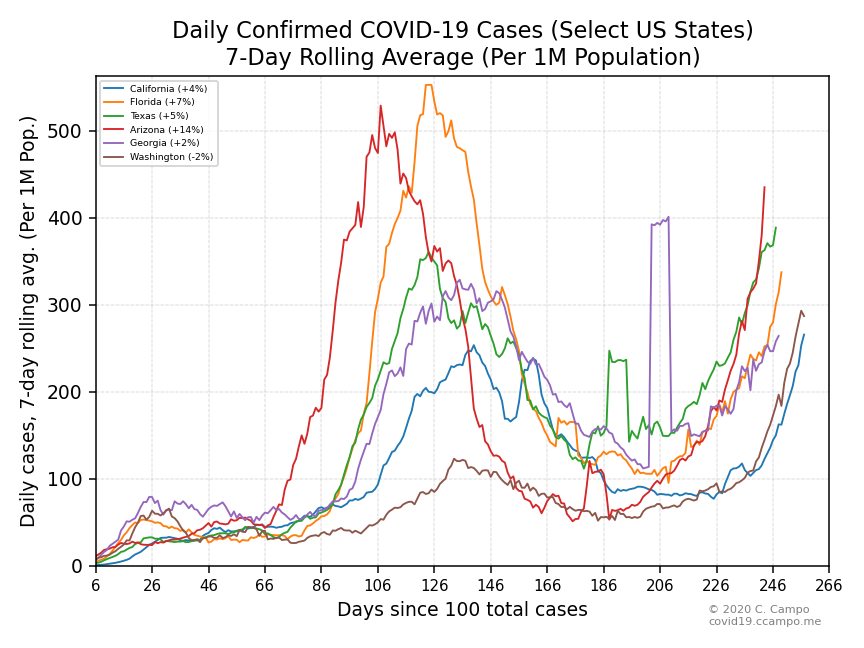 Daily Confirmed COVID-19 Cases (Select US States)
7-Day Rolling Average (Per 1M Population)
Daily cases, 7-day rolling avg. (Per 1M Pop.)
500
400
300
200
100
0
California (+4%)
Florida (+7%)
Texas (+5%)
Arizona (+14%)
Georgia (+2%)
Washington (-2%)
6 26 46 66 86 106 126 146 166 186 206 226 246 266
Days since 100 total cases
© 2020 C. Campo
covid19.ccampo.me